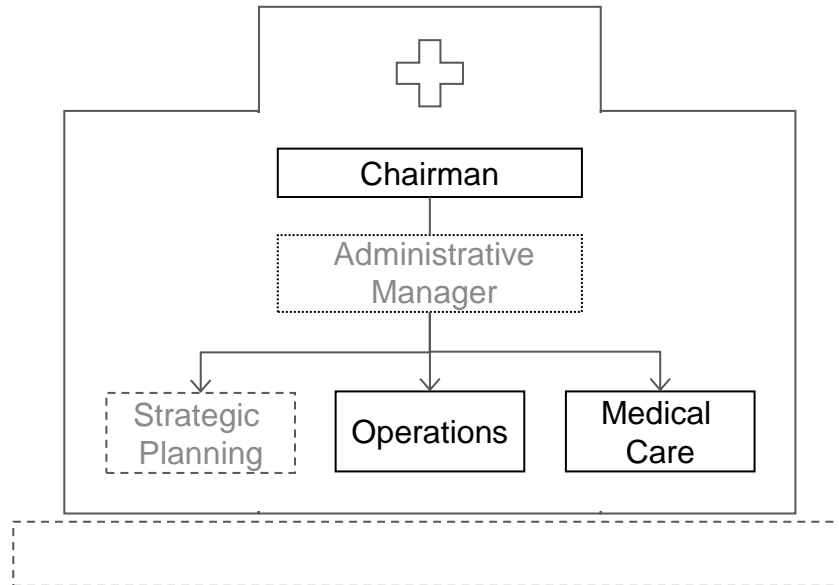 Chairman
Administrative
Manager
Strategic
Planning
Operations
Medical
Care